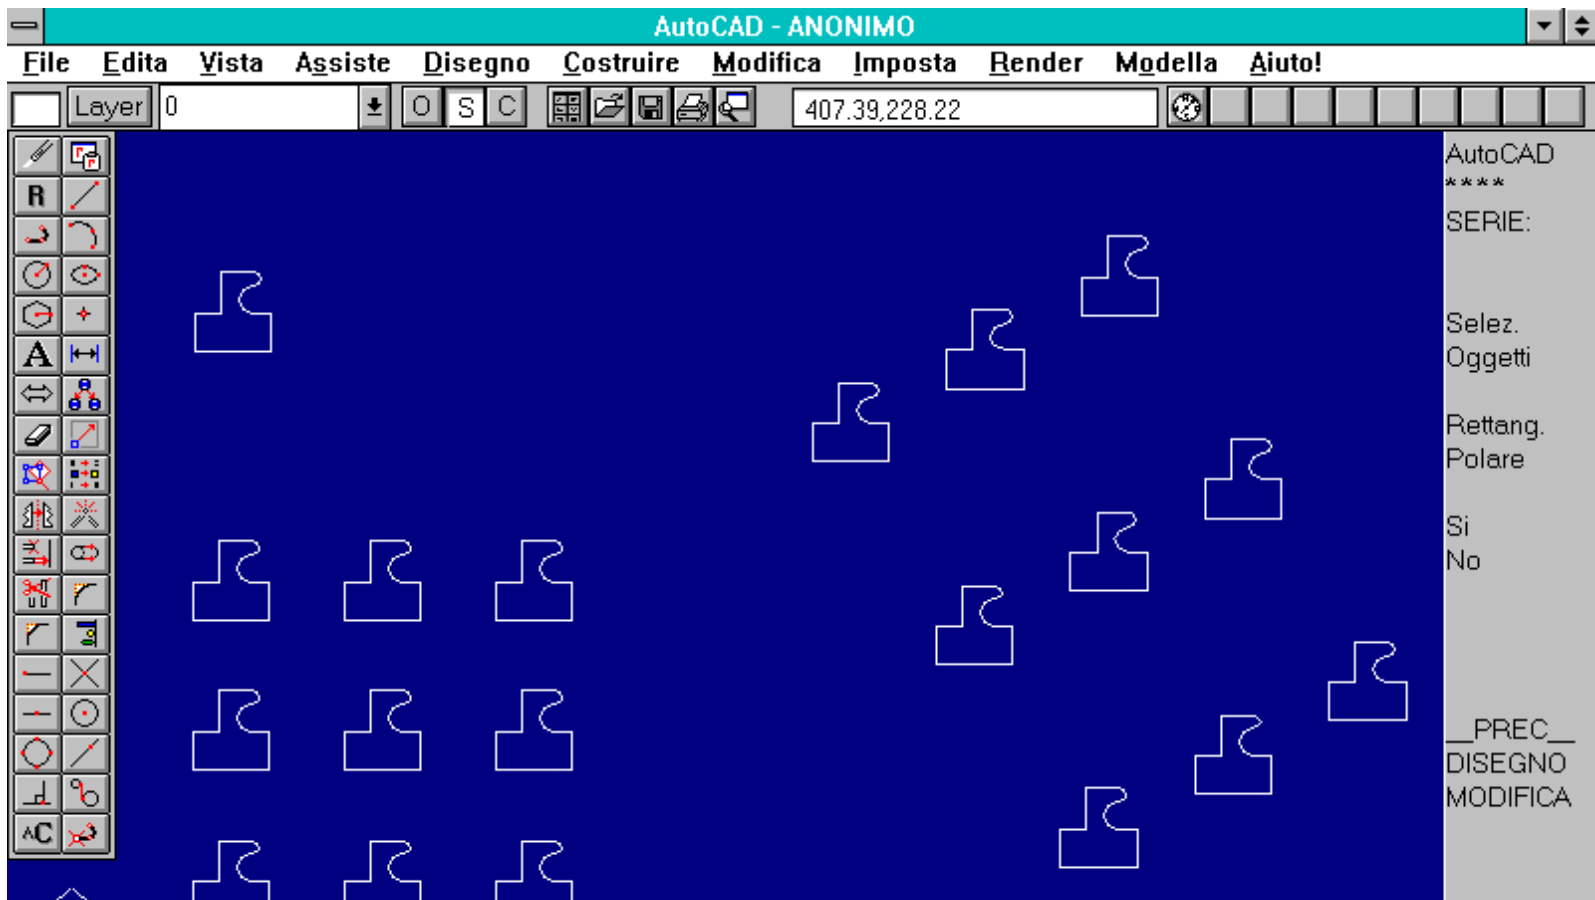 AutoCAD - ANONIMO
File Edita Vista Assiste Disegno Costruire Modifica Imposta Render Modella Aiuto!
Layer 0 O S C 407.39,228.22
AutoCAD
****
R
SERIE:
A
Selez.
Oggetti
Rettang.
Polare
Si
No
__PREC__
DISEGNO
MODIFICA
^C